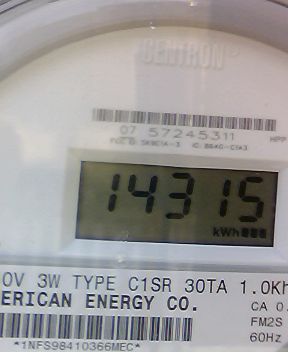 CENTRON
07 57245311
14315
kWh
0V 3W TYPE C1SR 30TA 1.0Kh
ERICAN ENERGY CO.
CA 0.
FM2S
60Hz
*1NFS98410366MEC*